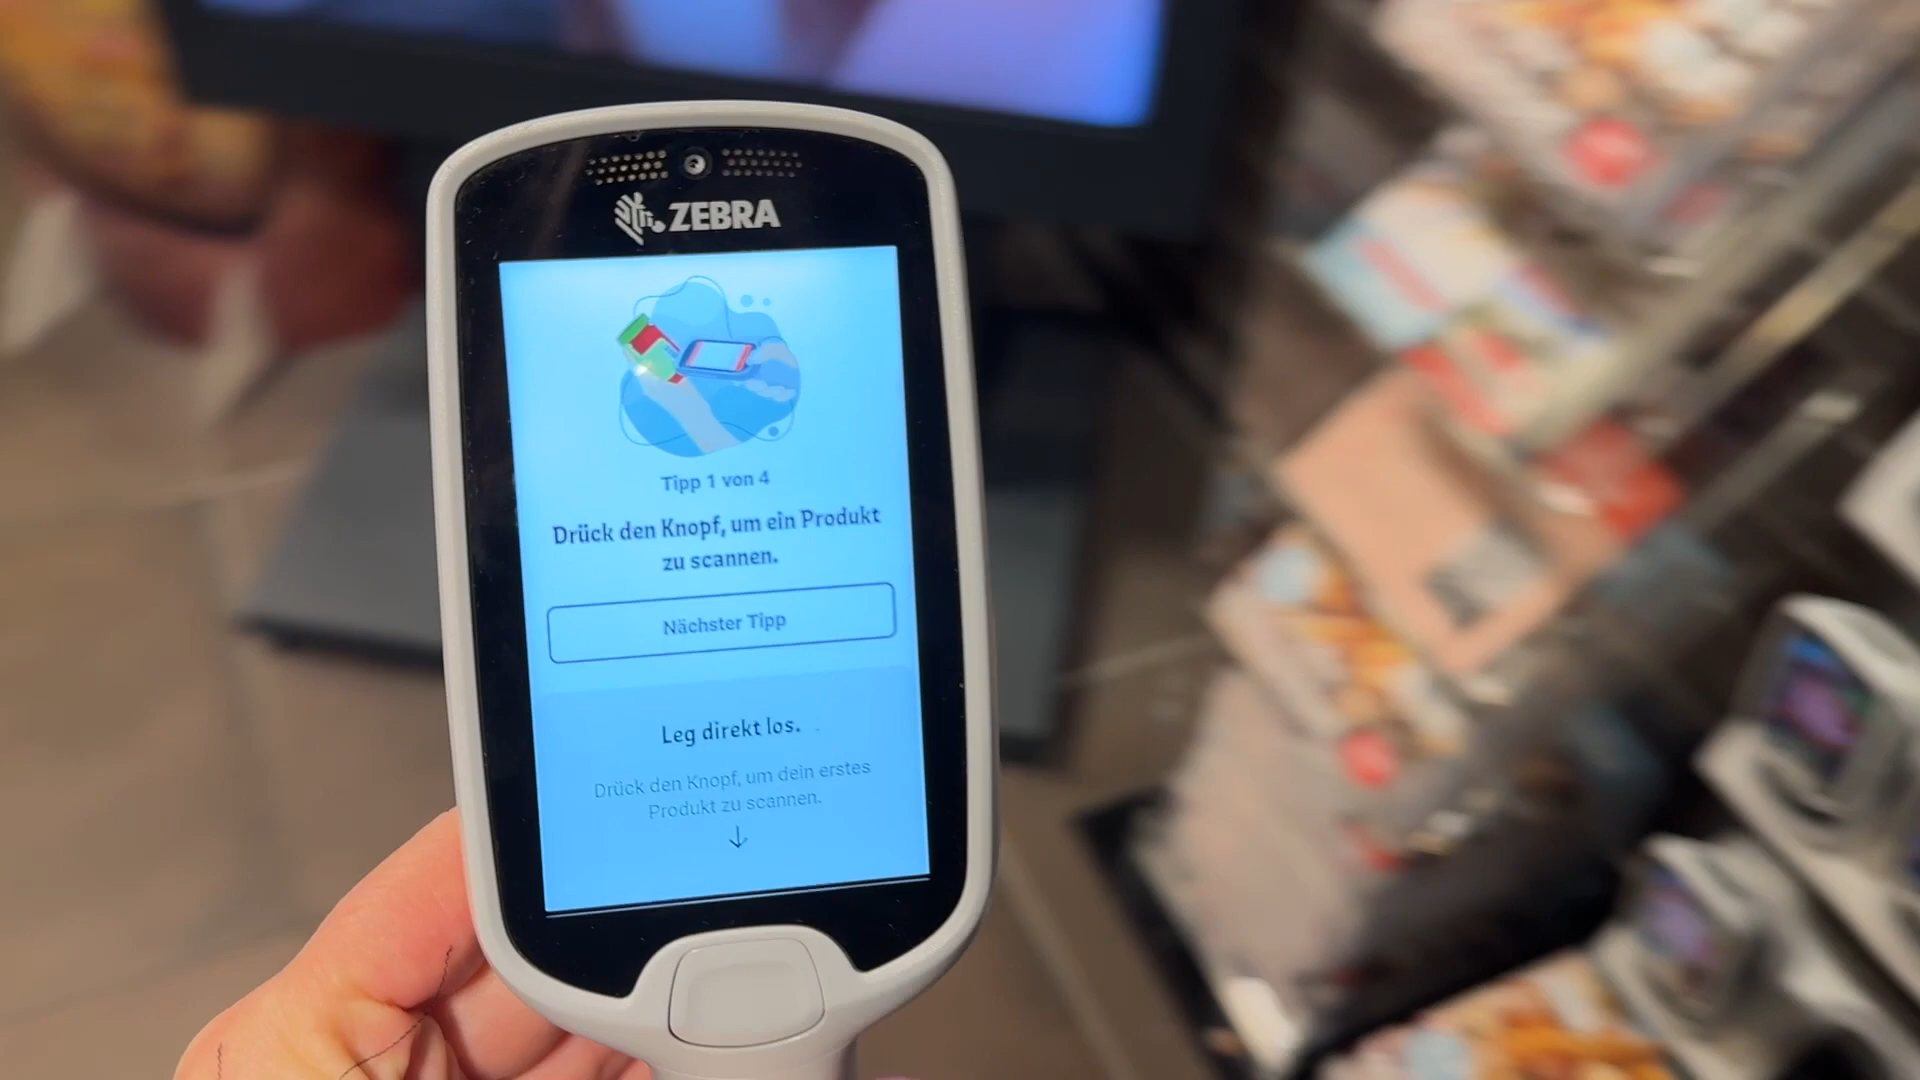 ZEBRA
Tipp 1 von 4
Drück den Knopf, um ein Produkt
zu scannen.
Nächster Tipp
Leg direkt los.
Drück den Knopf, um dein erstes
Produkt zu scannen.